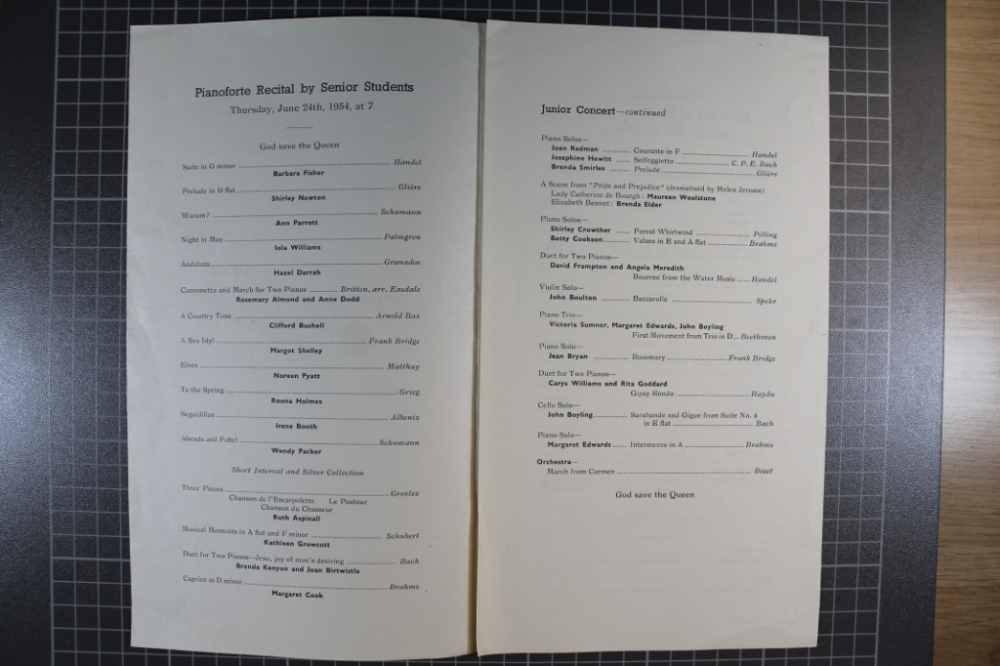 Pianoforte Recital by Senior Students
Thursday, June 24th, 1954, at 7
God save the Queen
Suite in G minor ... Handel
Barbara Fisher
Prelude in D flat ... Glière
Shirley Newton
Warum? ... Schumann
Ann Parrott
Night in May ... Palmgren
Iola Williams
Andaluza ... Granados
Hazel Darrah
Canzonetta and March for Two Pianos ... Britten, arr. Easdale
Rosemary Almond and Anne Dodd
A Country Tune ... Arnold Bax
Clifford Bushell
A Sea Idyl ... Frank Bridge
Margot Shelley
Elves ... Matthay
Noreen Pyatt
To the Spring ... Grieg
Roona Holmes
Seguidillas ... Albeniz
Irene Booth
Abends and Fabel ... Schumann
Wendy Packer
Short Interval and Silver Collection
Three Pieces ... Grovlez
Chanson de l'Escarpolette Le Pastour
Chanson du Chasseur
Ruth Aspinall
Musical Moments in A flat and F minor ... Schubert
Kathleen Growcott
Duet for Two Pianos—Jesu, joy of man's desiring ... Bach
Brenda Kenyon and Joan Birtwistle
Caprice in D minor ... Brahms
Margaret Cook
Junior Concert—continued
Piano Solos—
Jean Redman ... Courante in F ... Handel
Josephine Hewitt ... Solfeggietto ... C. P. E. Bach
Brenda Smirles ... Prelude ... Glière
A Scene from "Pride and Prejudice" (dramatised by Helen Jerome)
Lady Catherine de Bourgh: Maureen Woolstane
Elizabeth Bennet: Brenda Elder
Piano Solos—
Shirley Crowther ... Forest Whirlwind ... Pilling
Betty Cookson ... Valses in E and A flat ... Brahms
Duet for Two Pianos—
David Frampton and Angela Meredith
Bourree from the Water Music ... Handel
Violin Solo—
John Boulton ... Barcarolle ... Spohr
Piano Trio—
Victoria Sumner, Margaret Edwards, John Boyling
First Movement from Trio in D... Beethoven
Piano Solo—
Jean Bryan ... Rosemary ... Frank Bridge
Duet for Two Pianos—
Carys Williams and Rita Goddard
Gipsy Rondo ... Haydn
Cello Solo—
John Boyling ... Sarabande and Gigue from Suite No. 4
in E flat ... Bach
Piano Solo—
Margaret Edwards ... Intermezzo in A ... Brahms
Orchestra—
March from Carmen ... Bizet
God save the Queen